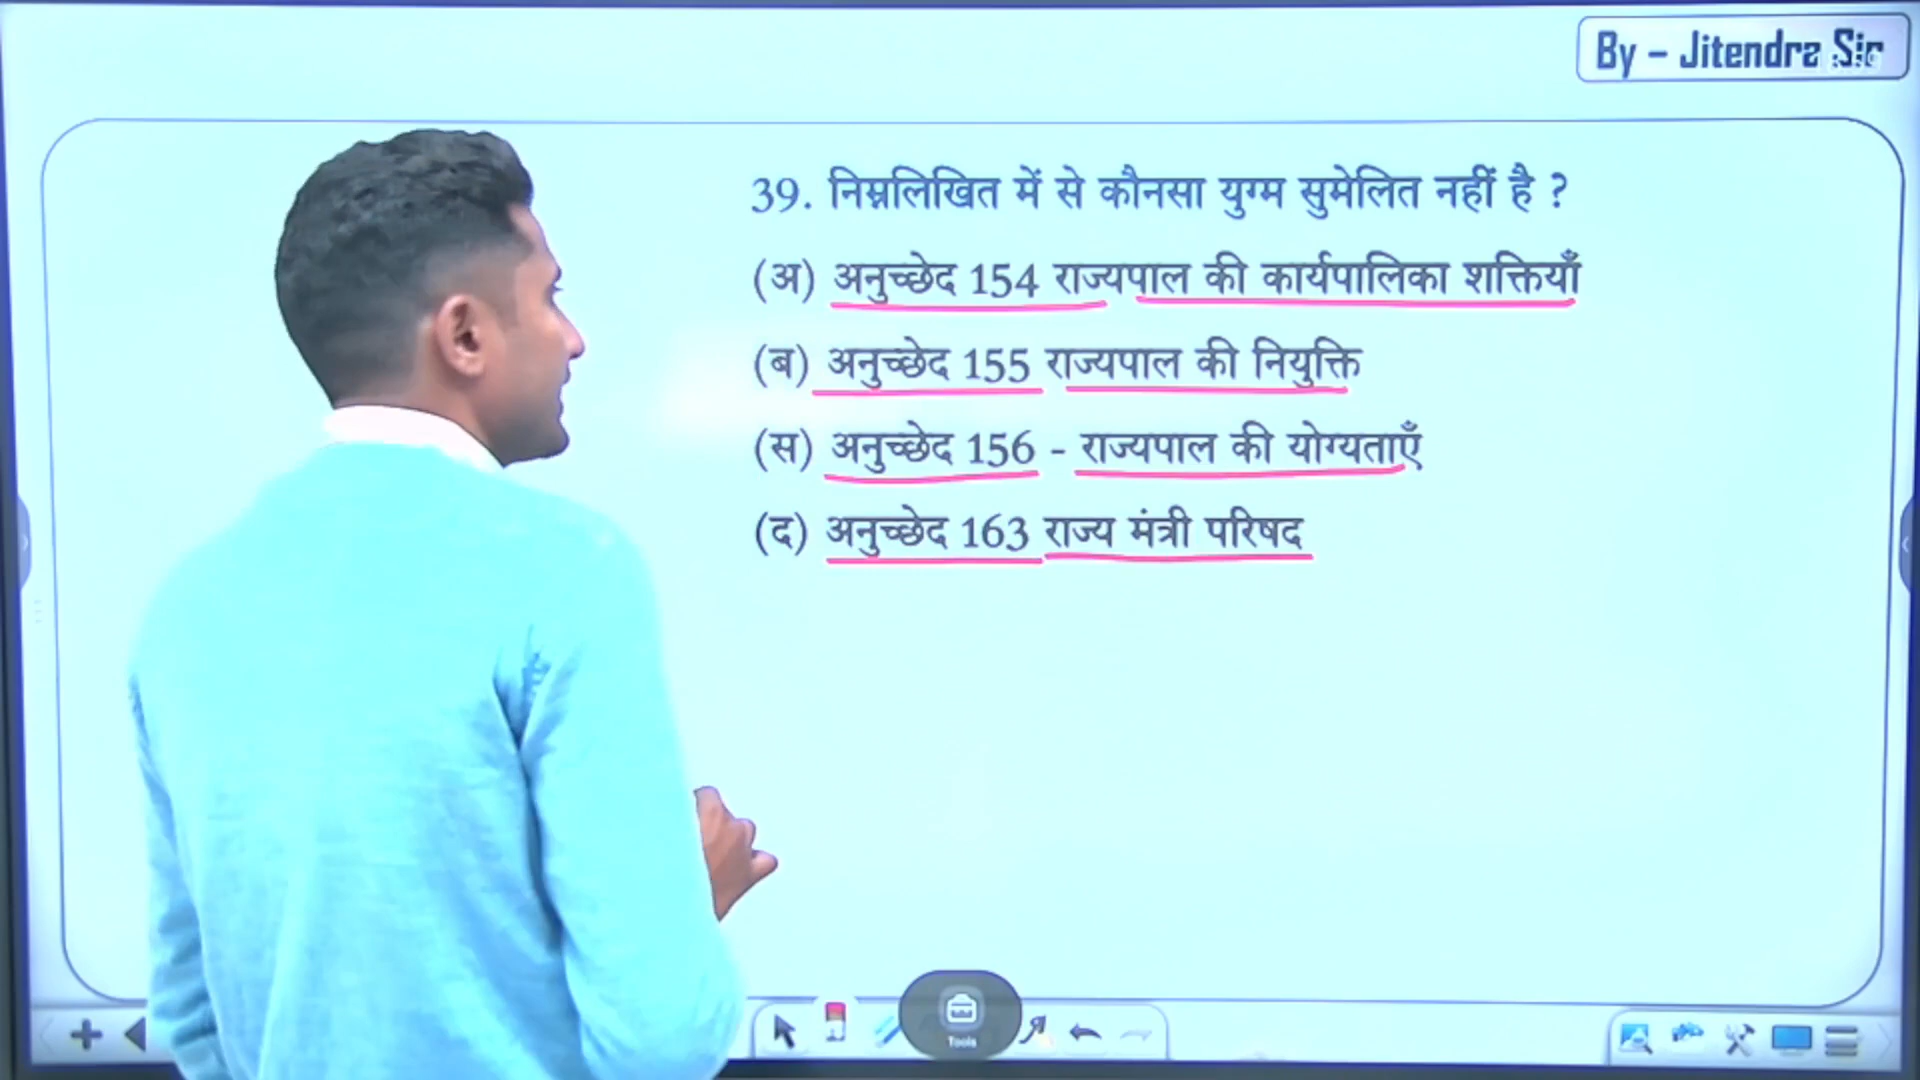 By – Jitendra Sir
39. निम्नलिखित में से कौनसा युग्म सुमेलित नहीं है ?
(अ) अनुच्छेद 154 राज्यपाल की कार्यपालिका शक्तियाँ
(ब) अनुच्छेद 155 राज्यपाल की नियुक्ति
(स) अनुच्छेद 156 - राज्यपाल की योग्यताएँ
(द) अनुच्छेद 163 राज्य मंत्री परिषद
Tools